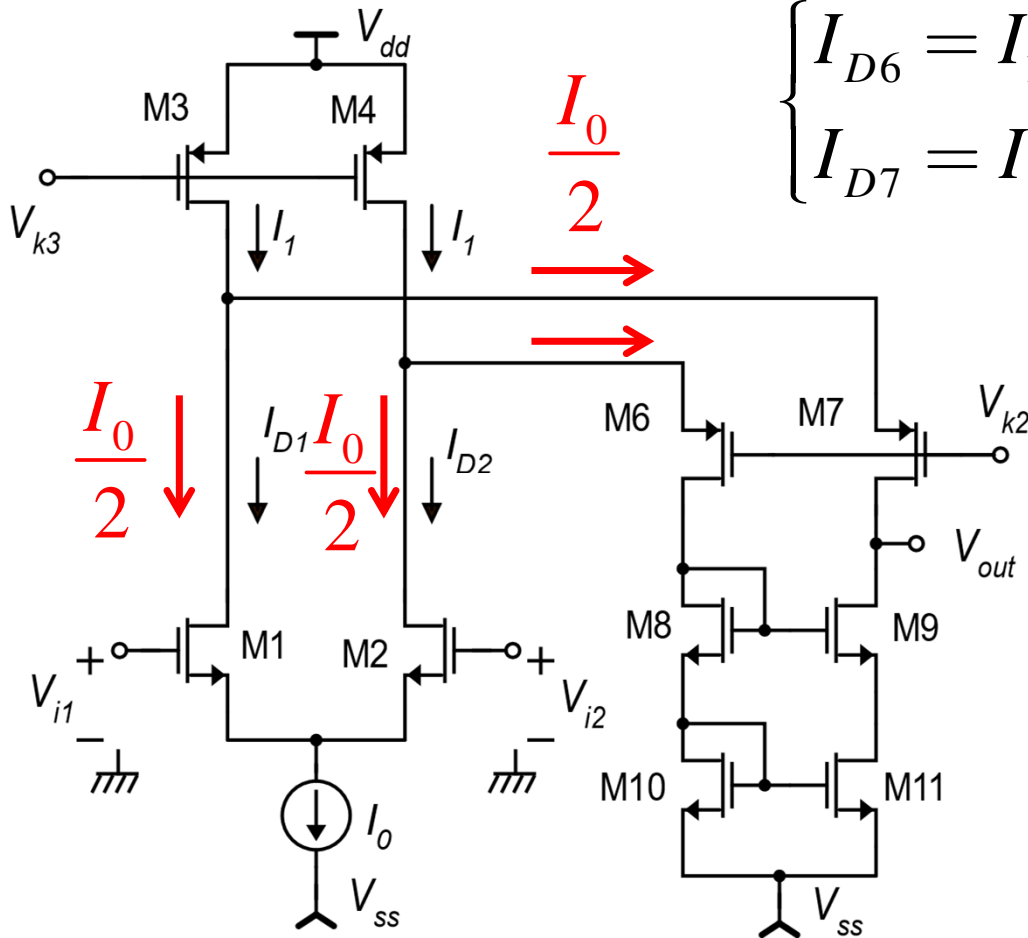 V_dd
M3
M4
V_k3
I_1
I_1
I_0/2
I_D6 = I
I_D7 = I
I_0/2
I_D1
I_0/2
I_D2
M6
M7
V_k2
V_out
M1
M2
M8
M9
V_i1
+
−
V_i2
+
−
M10
M11
I_0
V_ss
V_ss